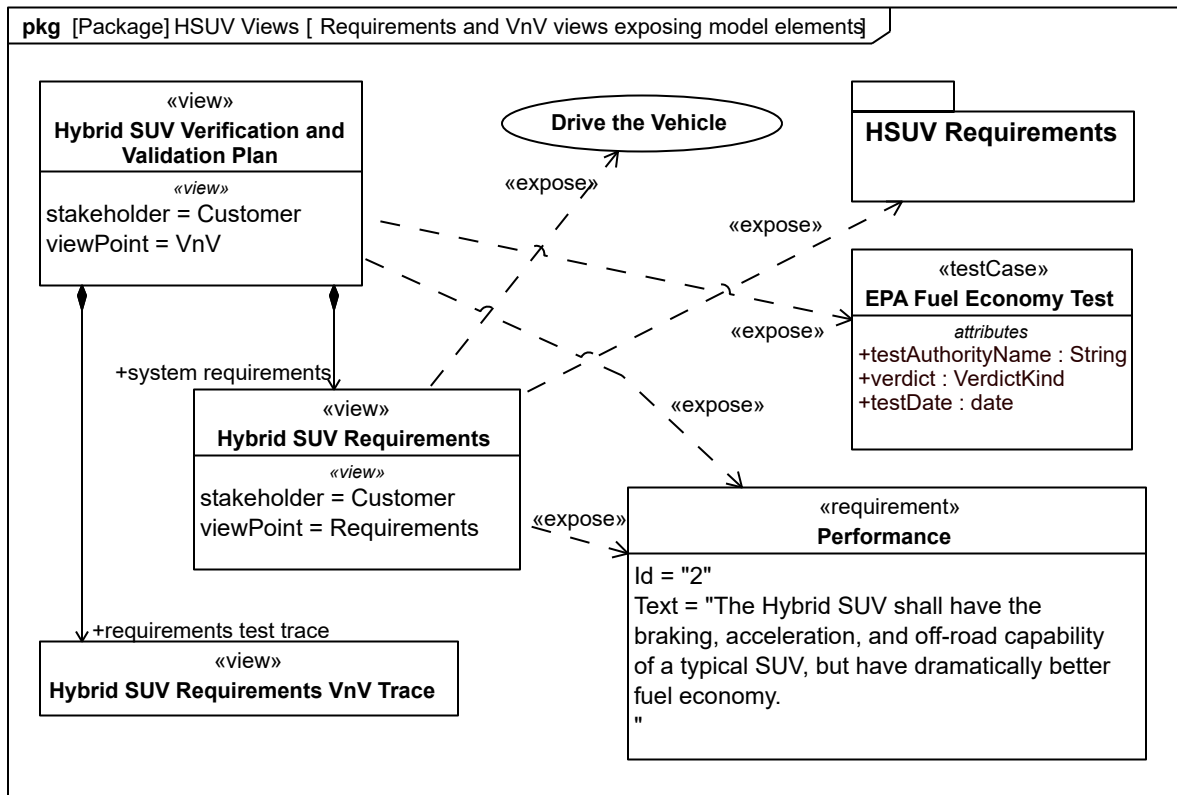 pkg [Package] HSUV Views [ Requirements and VnV views exposing model elements]
«view»
Hybrid SUV Verification and
Validation Plan
«view»
stakeholder = Customer
viewPoint = VnV
Drive the Vehicle
HSUV Requirements
«expose»
«expose»
«testCase»
EPA Fuel Economy Test
attributes
+testAuthorityName : String
+verdict : VerdictKind
+testDate : date
«expose»
+system requirements
«view»
Hybrid SUV Requirements
«view»
stakeholder = Customer
viewPoint = Requirements
«expose»
«expose»
«requirement»
Performance
Id = "2"
Text = "The Hybrid SUV shall have the
braking, acceleration, and off-road capability
of a typical SUV, but have dramatically better
fuel economy.
"
+requirements test trace
«view»
Hybrid SUV Requirements VnV Trace